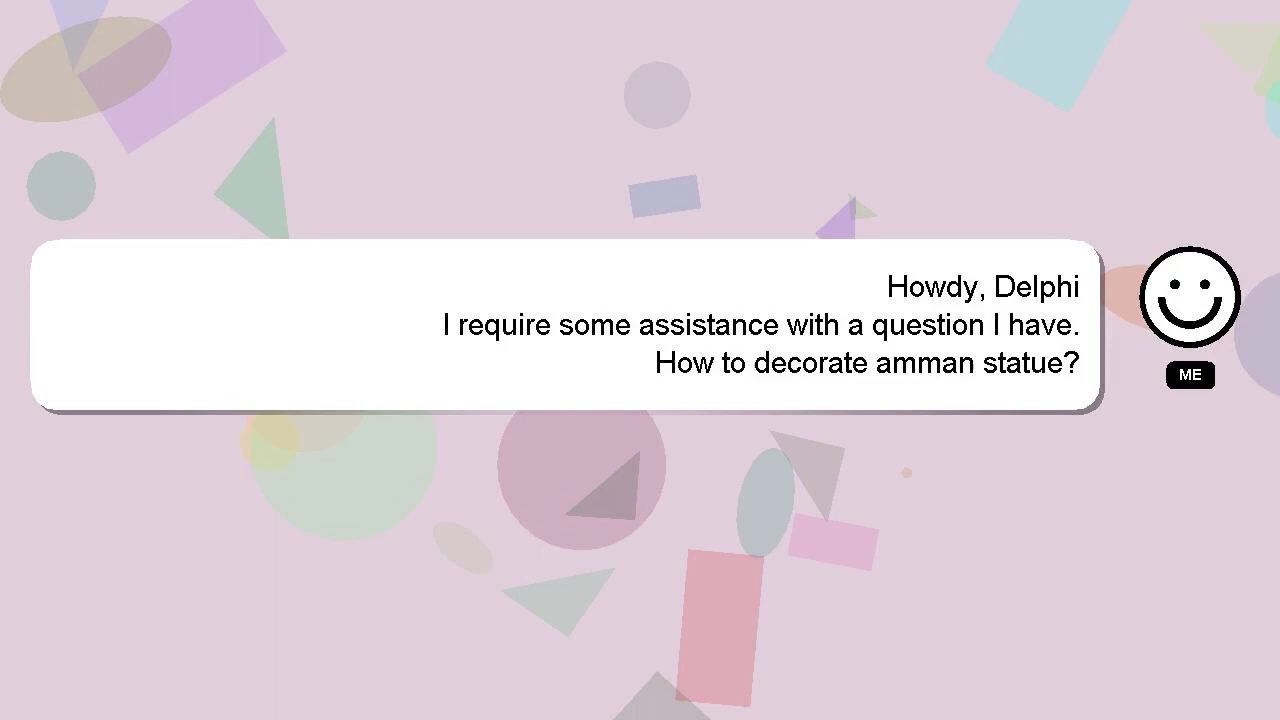 Howdy, Delphi
I require some assistance with a question I have.
How to decorate amman statue?
ME